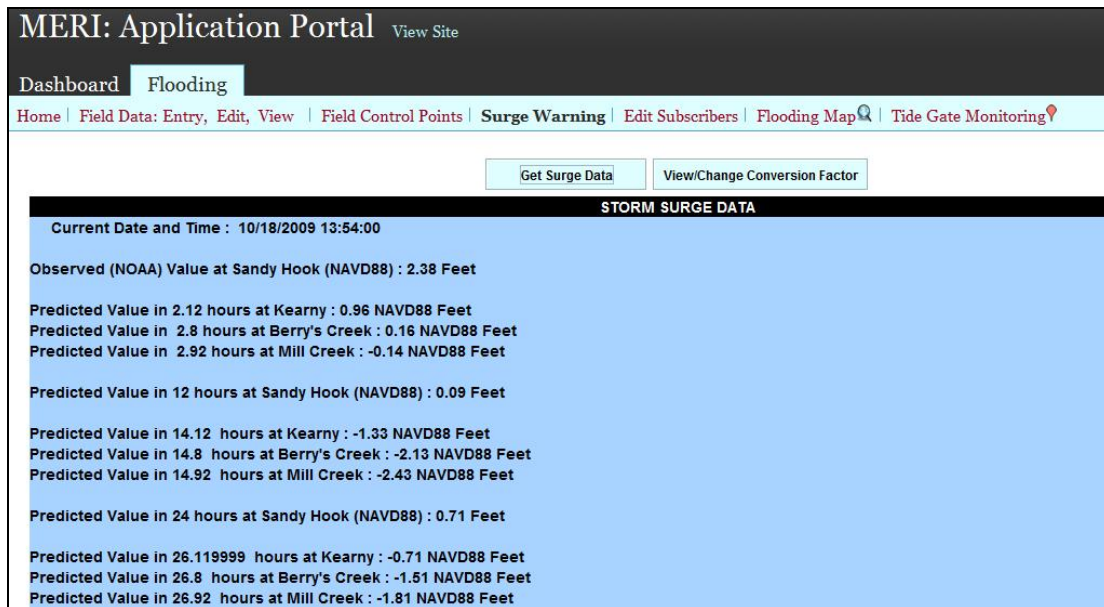 MERI: Application Portal View Site
Dashboard Flooding
Home | Field Data: Entry, Edit, View | Field Control Points | Surge Warning | Edit Subscribers | Flooding Map | Tide Gate Monitoring
Get Surge Data View/Change Conversion Factor
STORM SURGE DATA
Current Date and Time : 10/18/2009 13:54:00
Observed (NOAA) Value at Sandy Hook (NAVD88) : 2.38 Feet
Predicted Value in 2.12 hours at Kearny : 0.96 NAVD88 Feet
Predicted Value in 2.8 hours at Berry's Creek : 0.16 NAVD88 Feet
Predicted Value in 2.92 hours at Mill Creek : -0.14 NAVD88 Feet
Predicted Value in 12 hours at Sandy Hook (NAVD88) : 0.09 Feet
Predicted Value in 14.12 hours at Kearny : -1.33 NAVD88 Feet
Predicted Value in 14.8 hours at Berry's Creek : -2.13 NAVD88 Feet
Predicted Value in 14.92 hours at Mill Creek : -2.43 NAVD88 Feet
Predicted Value in 24 hours at Sandy Hook (NAVD88) : 0.71 Feet
Predicted Value in 26.119999 hours at Kearny : -0.71 NAVD88 Feet
Predicted Value in 26.8 hours at Berry's Creek : -1.51 NAVD88 Feet
Predicted Value in 26.92 hours at Mill Creek : -1.81 NAVD88 Feet